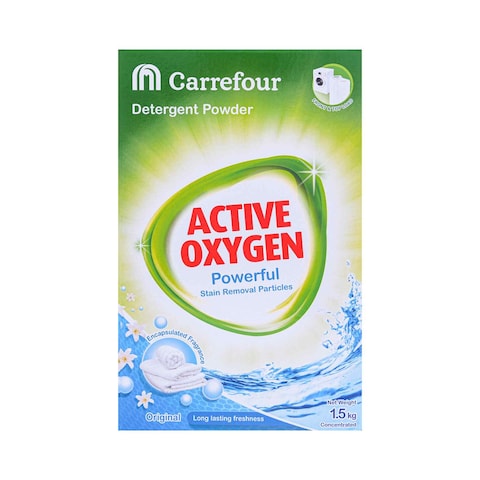 Carrefour
Detergent Powder
ACTIVE
OXYGEN
Powerful
Stain Removal Particles
Encapsulated Fragrance
Original
Long lasting freshness
Net Weight
1.5 kg
Concentrated